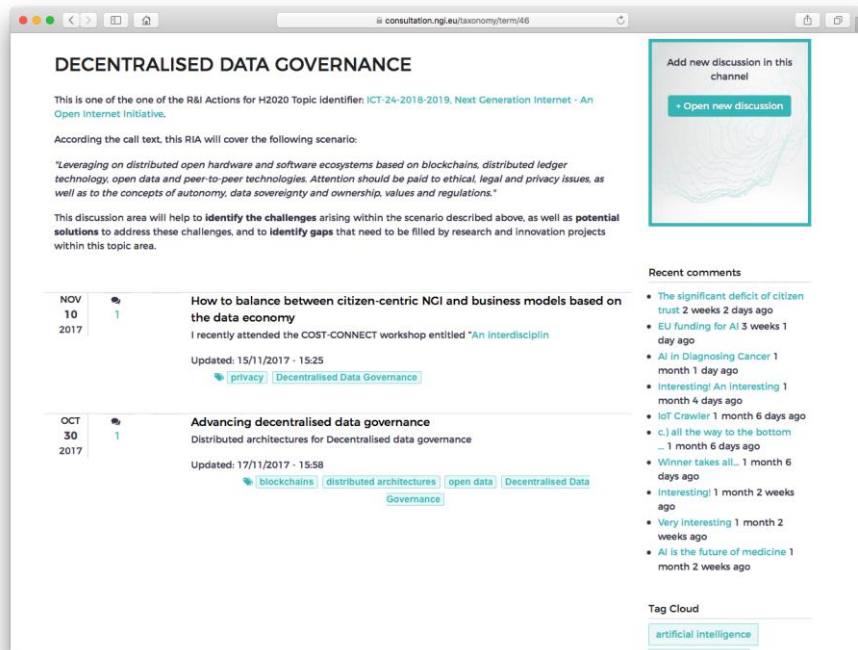 consultation.ngi.eu/taxonomy/term/46
DECENTRALISED DATA GOVERNANCE
This is one of the one of the R&I Actions for H2020 Topic identifier: ICT-24-2018-2019, Next Generation Internet - An
Open Internet Initiative.
According the call text, this RIA will cover the following scenario:
"Leveraging on distributed open hardware and software ecosystems based on blockchains, distributed ledger
technology, open data and peer-to-peer technologies. Attention should be paid to ethical, legal and privacy issues, as
well as to the concepts of autonomy, data sovereignty and ownership, values and regulations."
This discussion area will help to identify the challenges arising within the scenario described above, as well as potential
solutions to address these challenges, and to identify gaps that need to be filled by research and innovation projects
within this topic area.
NOV
10
2017
1
How to balance between citizen-centric NGI and business models based on
the data economy
I recently attended the COST-CONNECT workshop entitled "An interdisciplin
Updated: 15/11/2017 - 15:25
privacy Decentralised Data Governance
OCT
30
2017
1
Advancing decentralised data governance
Distributed architectures for Decentralised data governance
Updated: 17/11/2017 - 15:58
blockchains distributed architectures open data Decentralised Data
Governance
Add new discussion in this
channel
+ Open new discussion
Recent comments
The significant deficit of citizen
trust 2 weeks 2 days ago
EU funding for AI 3 weeks 1
day ago
AI in Diagnosing Cancer 1
month 1 day ago
Interesting! An interesting 1
month 4 days ago
IoT Crawler 1 month 6 days ago
c.) all the way to the bottom
... 1 month 6 days ago
Winner takes all... 1 month 6
days ago
Interesting! 1 month 2 weeks
ago
Very interesting 1 month 2
weeks ago
AI is the future of medicine 1
month 2 weeks ago
Tag Cloud
artificial intelligence